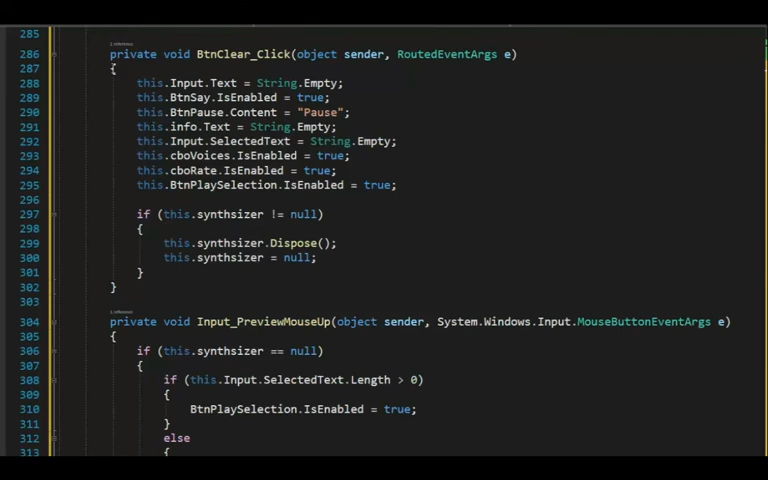 285
1 reference
286 private void BtnClear_Click(object sender, RoutedEventArgs e)
287 {
288 this.Input.Text = String.Empty;
289 this.BtnSay.IsEnabled = true;
290 this.BtnPause.Content = "Pause";
291 this.info.Text = String.Empty;
292 this.Input.SelectedText = String.Empty;
293 this.cboVoices.IsEnabled = true;
294 this.cboRate.IsEnabled = true;
295 this.BtnPlaySelection.IsEnabled = true;
296
297 if (this.synthsizer != null)
298 {
299 this.synthsizer.Dispose();
300 this.synthsizer = null;
301 }
302 }
303
1 reference
304 private void Input_PreviewMouseUp(object sender, System.Windows.Input.MouseButtonEventArgs e)
305 {
306 if (this.synthsizer == null)
307 {
308 if (this.Input.SelectedText.Length > 0)
309 {
310 BtnPlaySelection.IsEnabled = true;
311 }
312 else
313 {